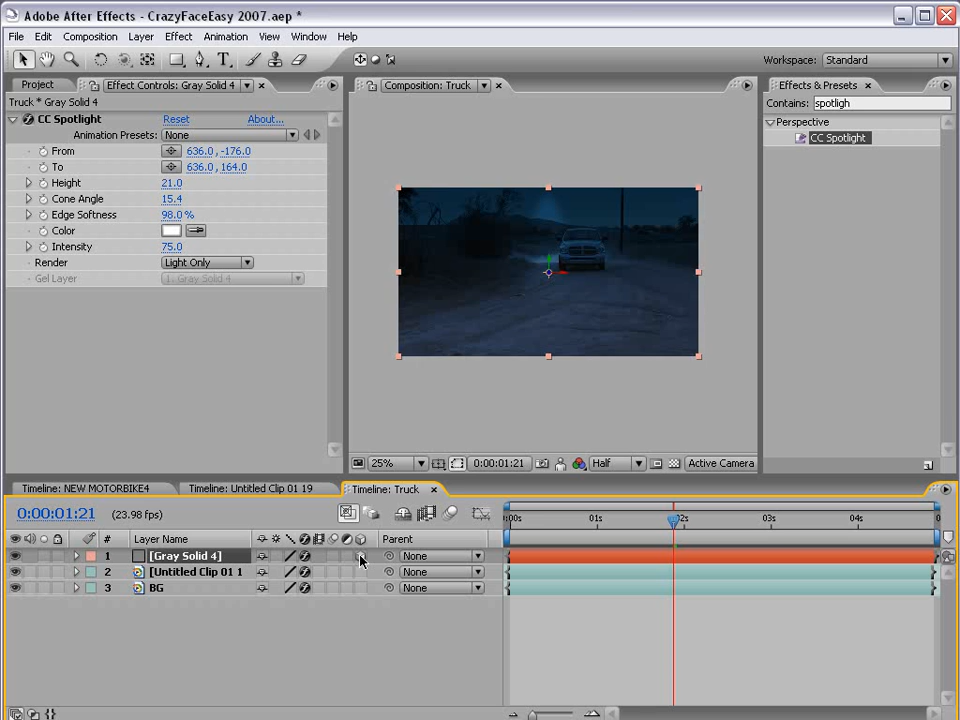 Adobe After Effects - CrazyFaceEasy 2007.aep *
File Edit Composition Layer Effect Animation View Window Help
Workspace: Standard
Project Effect Controls: Gray Solid 4
Composition: Truck
Effects & Presets
Truck * Gray Solid 4
Contains: spotligh
CC Spotlight Reset About...
Perspective
Animation Presets: None
CC Spotlight
From 636.0, -176.0
To 636.0, 164.0
Height 21.0
Cone Angle 15.4
Edge Softness 98.0 %
Color
Intensity 75.0
Render Light Only
Gel Layer 1. Gray Solid 4
25% 0:00:01:21 Half Active Camera
Timeline: NEW MOTORBIKE4 Timeline: Untitled Clip 01 19 Timeline: Truck
0:00:01:21 (23.98 fps)
:00s 01s 2s 03s 04s 0
# Layer Name Parent
1 [Gray Solid 4] None
2 [Untitled Clip 01 1 None
3 BG None